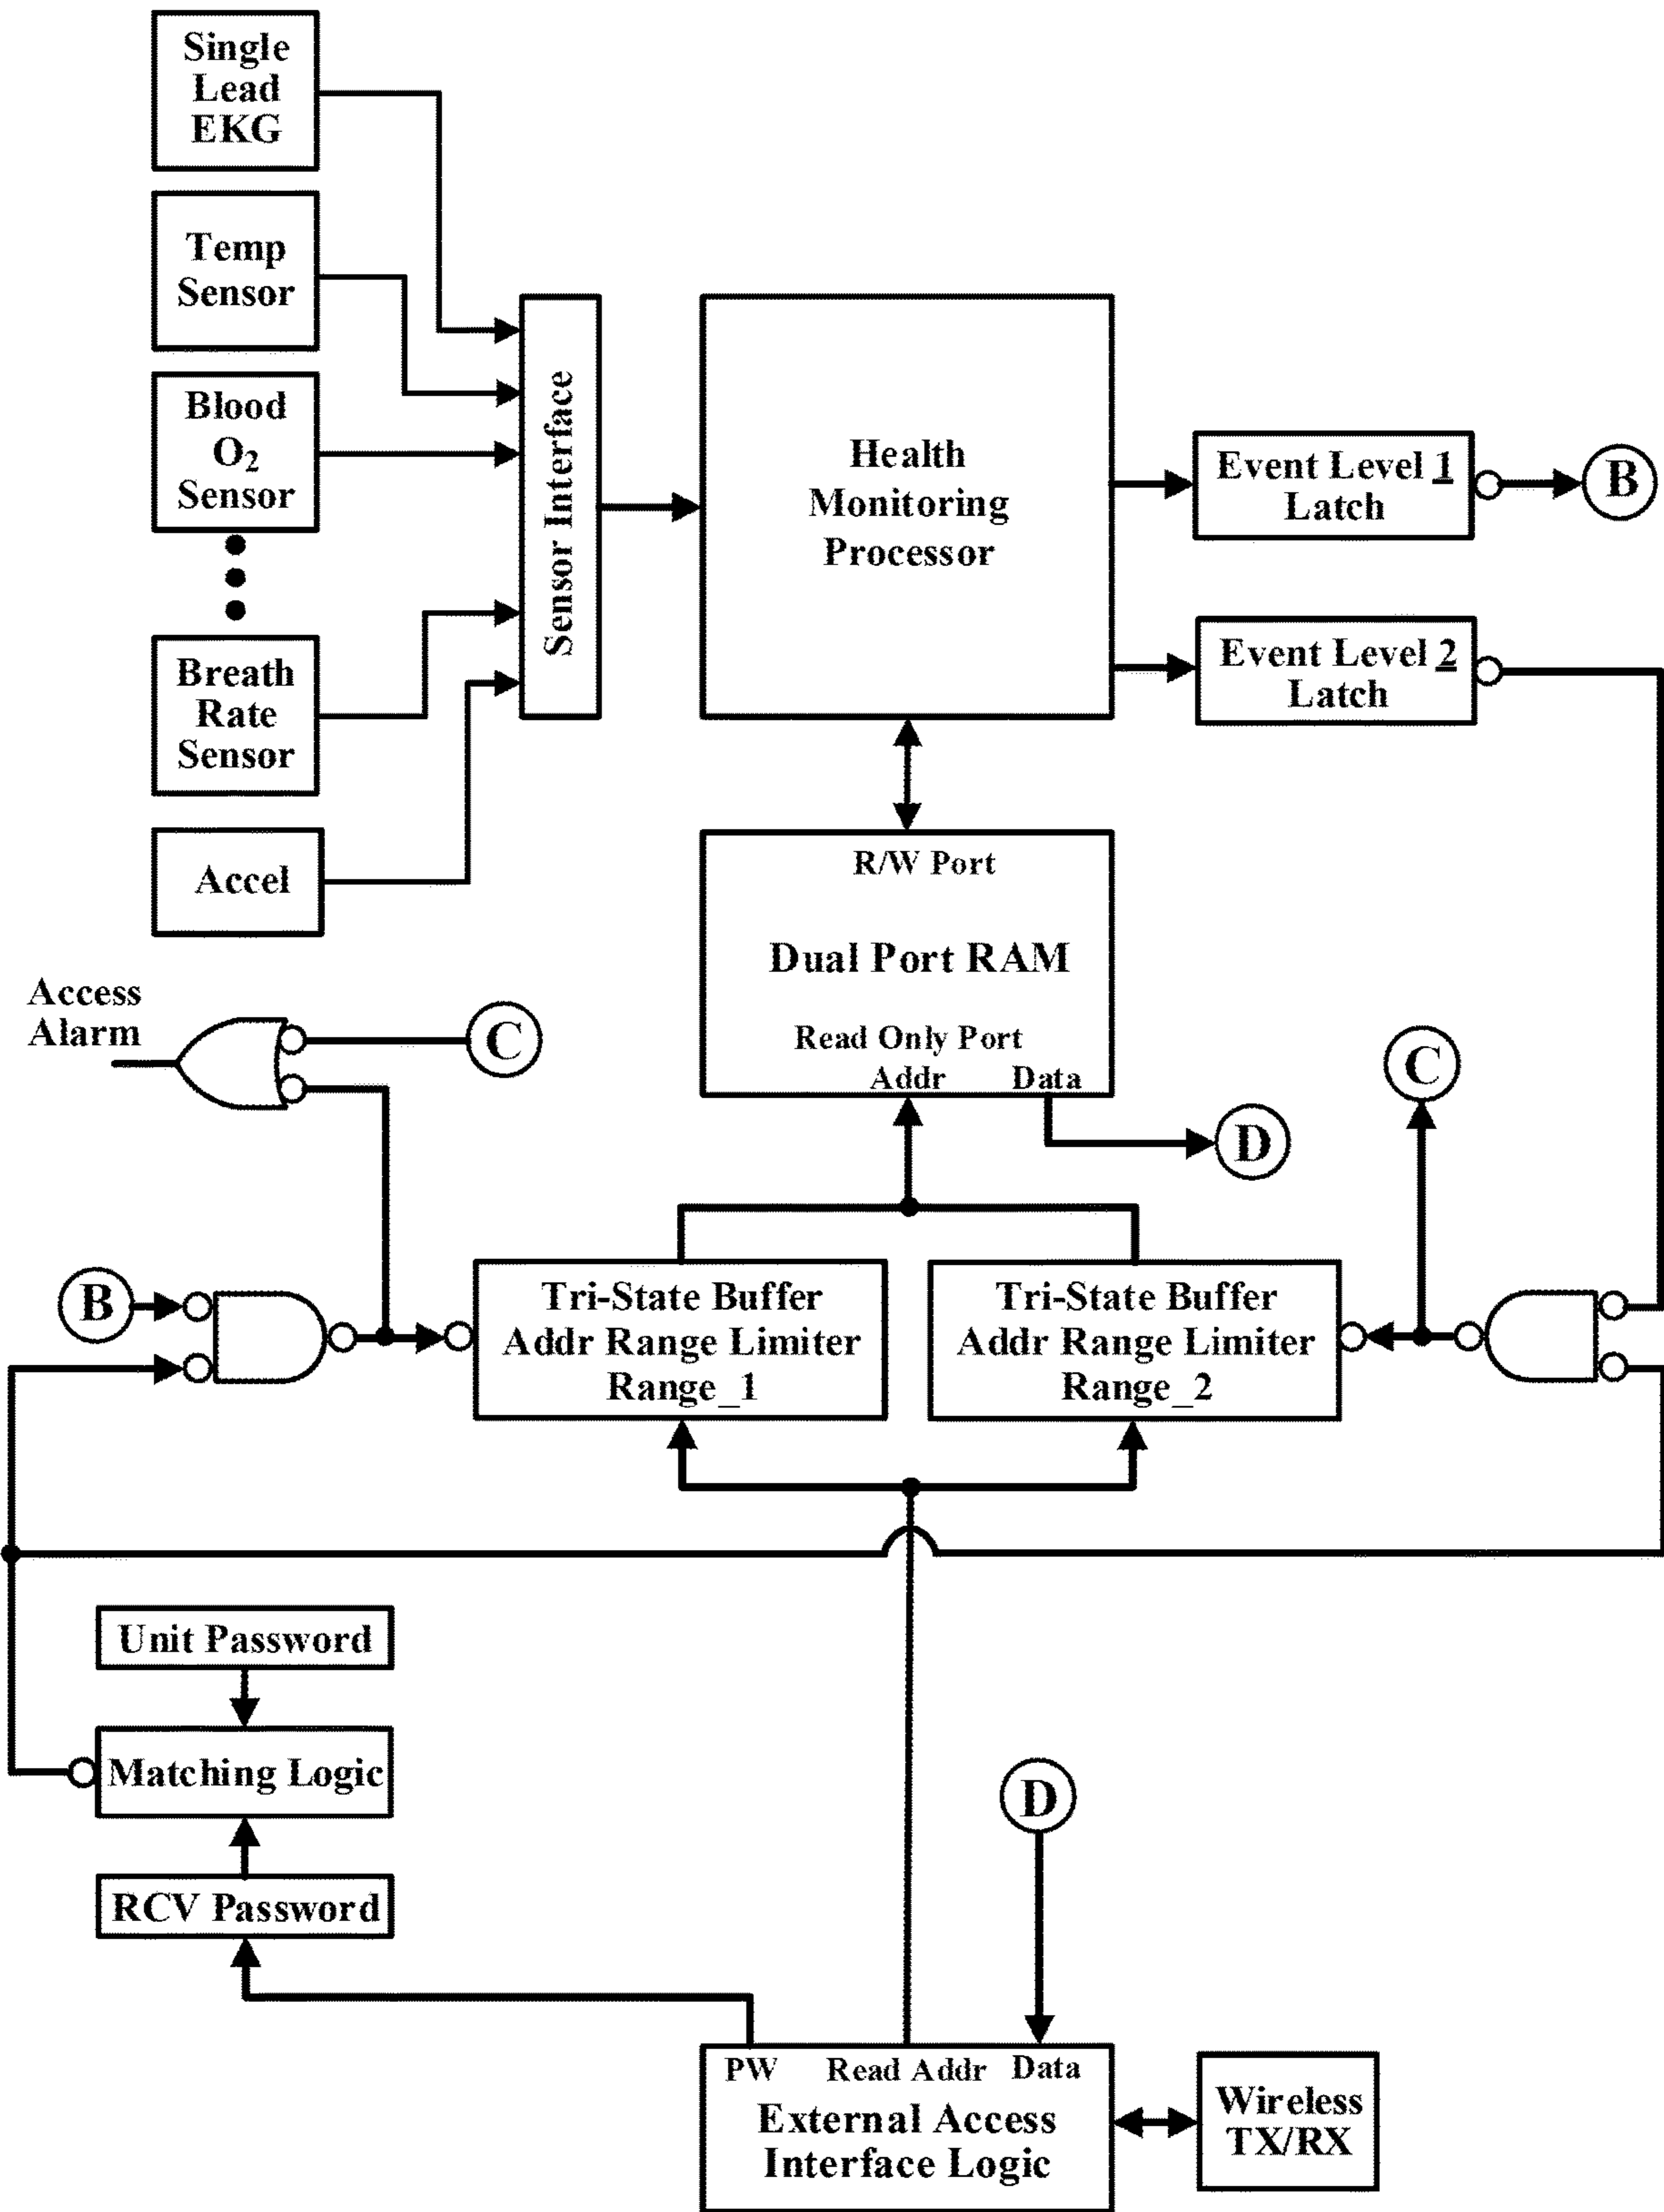 Single
Lead
EKG
Temp
Sensor
Blood
O₂
Sensor
Breath
Rate
Sensor
Accel
Sensor Interface
Health
Monitoring
Processor
Event Level 1
Latch
B
Event Level 2
Latch
R/W Port
Dual Port RAM
Read Only Port
Addr Data
Access
Alarm
C
C
D
B
Tri-State Buffer
Addr Range Limiter
Range_1
Tri-State Buffer
Addr Range Limiter
Range_2
Unit Password
Matching Logic
RCV Password
D
PW Read Addr Data
External Access
Interface Logic
Wireless
TX/RX